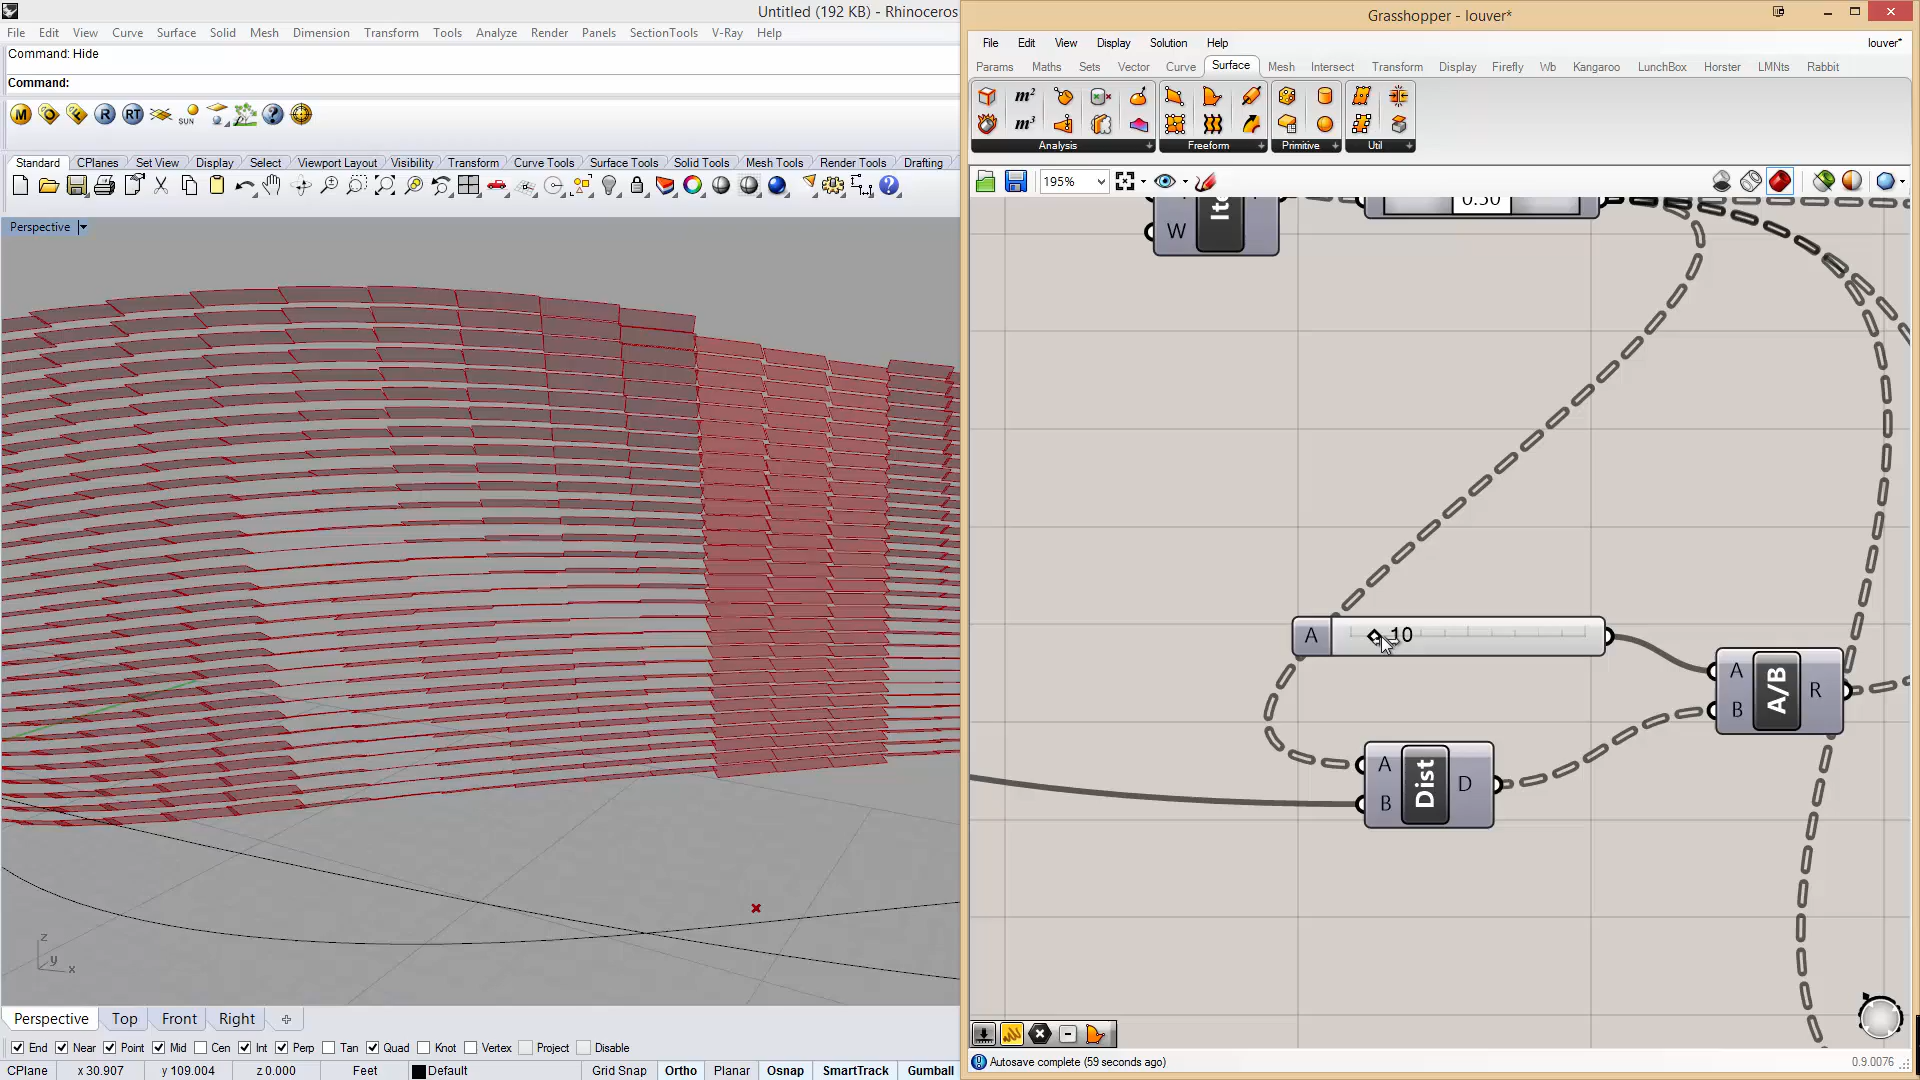 Untitled (192 KB) - Rhinoceros
File Edit View Curve Surface Solid Mesh Dimension Transform Tools Analyze Render Panels SectionTools V-Ray Help
Command: Hide
Command:
M R RT SUN
Standard CPlanes Set View Display Select Viewport Layout Visibility Transform Curve Tools Surface Tools Solid Tools Mesh Tools Render Tools Drafting
Perspective
z
y
x
Perspective Top Front Right
End Near Point Mid Cen Int Perp Tan Quad Knot Vertex Project Disable
CPlane x 30.907 y 109.004 z 0.000 Feet Default Grid Snap Ortho Planar Osnap SmartTrack Gumball
Grasshopper - louver*
File Edit View Display Solution Help louver*
Params Maths Sets Vector Curve Surface Mesh Intersect Transform Display Firefly Wb Kangaroo LunchBox Horster LMNts Rabbit
m²
m³
Analysis Freeform Primitive Util
195%
0.50
W
A 10
A
B
A/B
R
A
B
Dist
D
Autosave complete (59 seconds ago) 0.9.0076